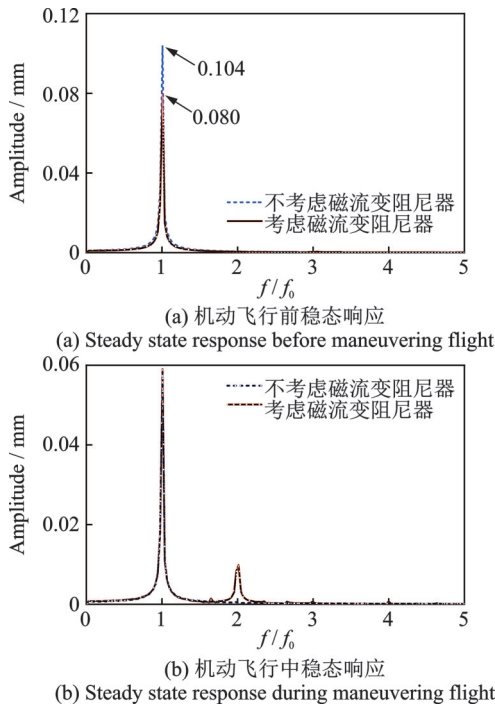 0.12
0.104
0.080
0.08
0.04
0
Amplitude / mm
不考虑磁流变阻尼器
考虑磁流变阻尼器
0 1 2 3 4 5
f / f₀
(a) 机动飞行前稳态响应
(a) Steady state response before maneuvering flight
0.06
0.04
0.02
0
Amplitude / mm
不考虑磁流变阻尼器
考虑磁流变阻尼器
0 1 2 3 4 5
f / f₀
(b) 机动飞行中稳态响应
(b) Steady state response during maneuvering flight